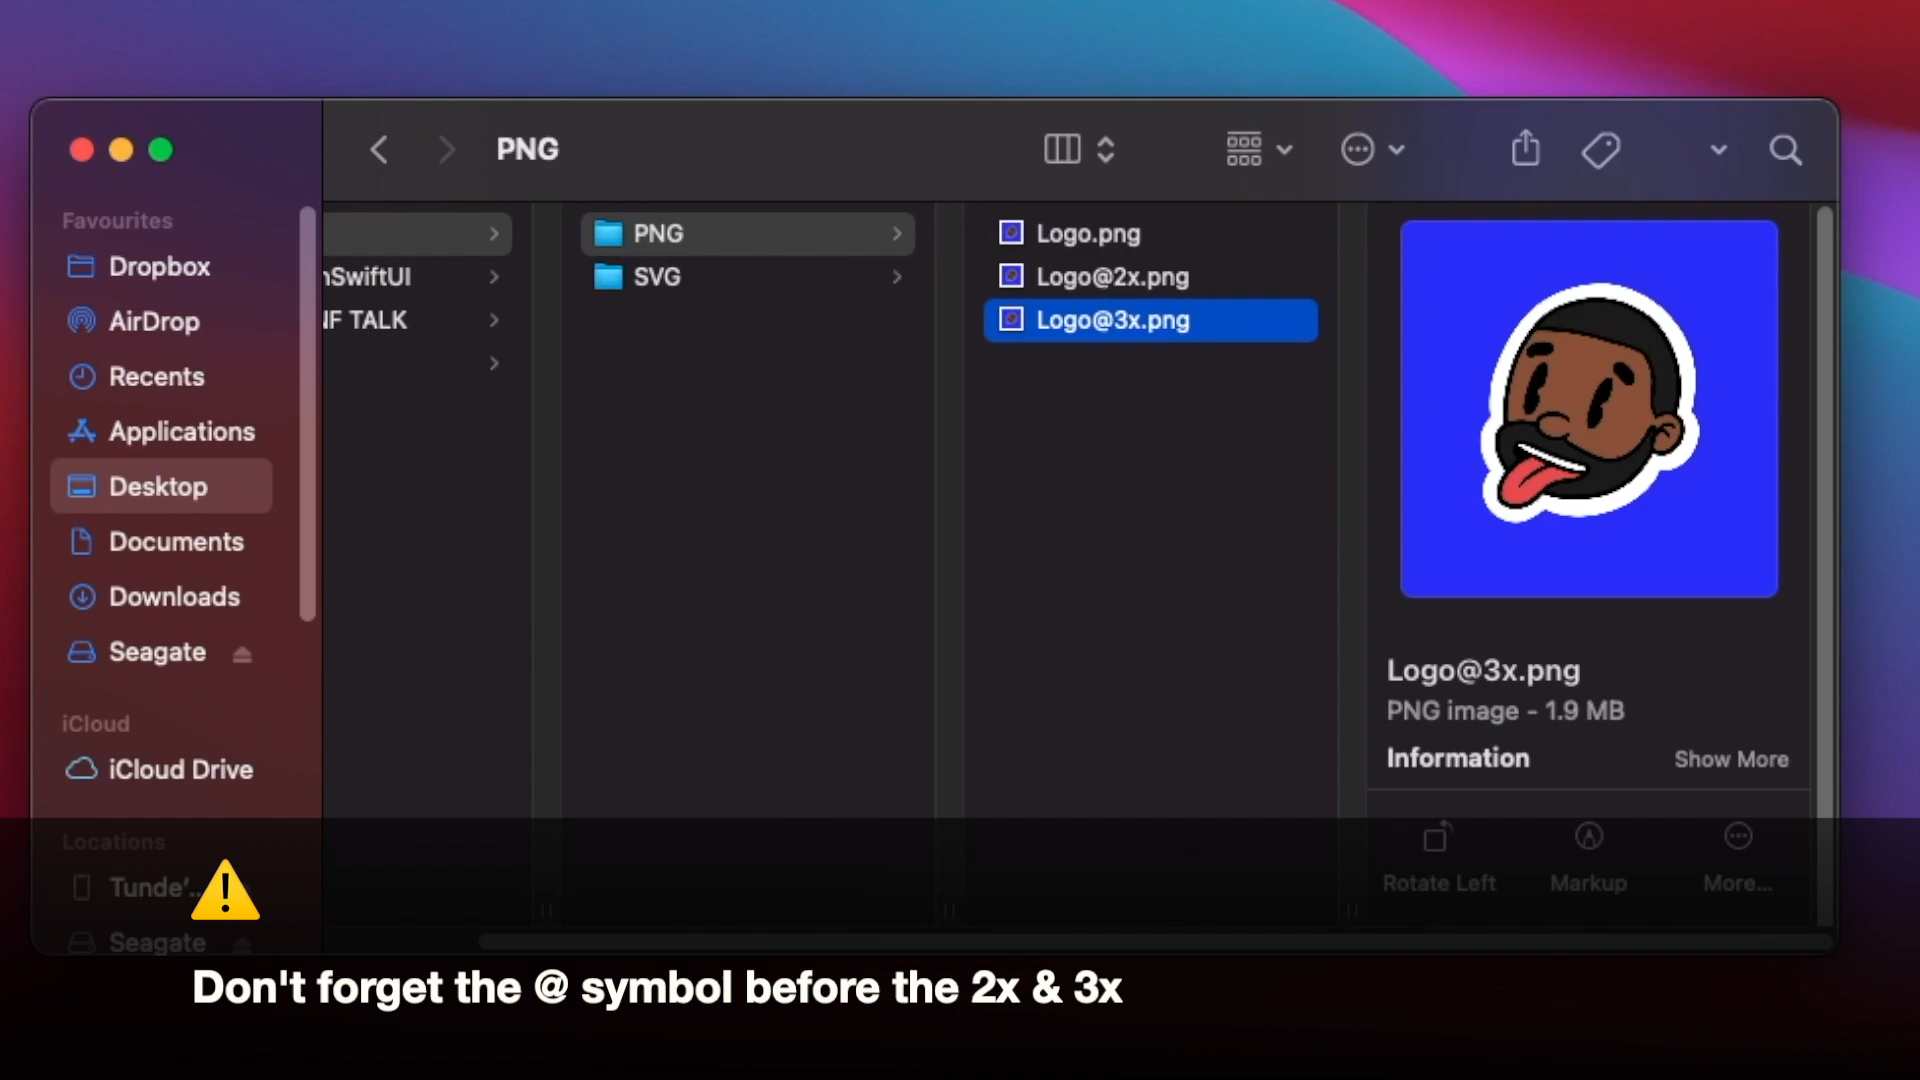 PNG
Favourites
Dropbox
AirDrop
Recents
Applications
Desktop
Documents
Downloads
Seagate
iCloud
iCloud Drive
Locations
Tunde’...
Seagate
SwiftUI
NF TALK
PNG
SVG
Logo.png
Logo@2x.png
Logo@3x.png
Logo@3x.png
PNG image - 1.9 MB
Information Show More
Rotate Left Markup More...
Don't forget the @ symbol before the 2x & 3x